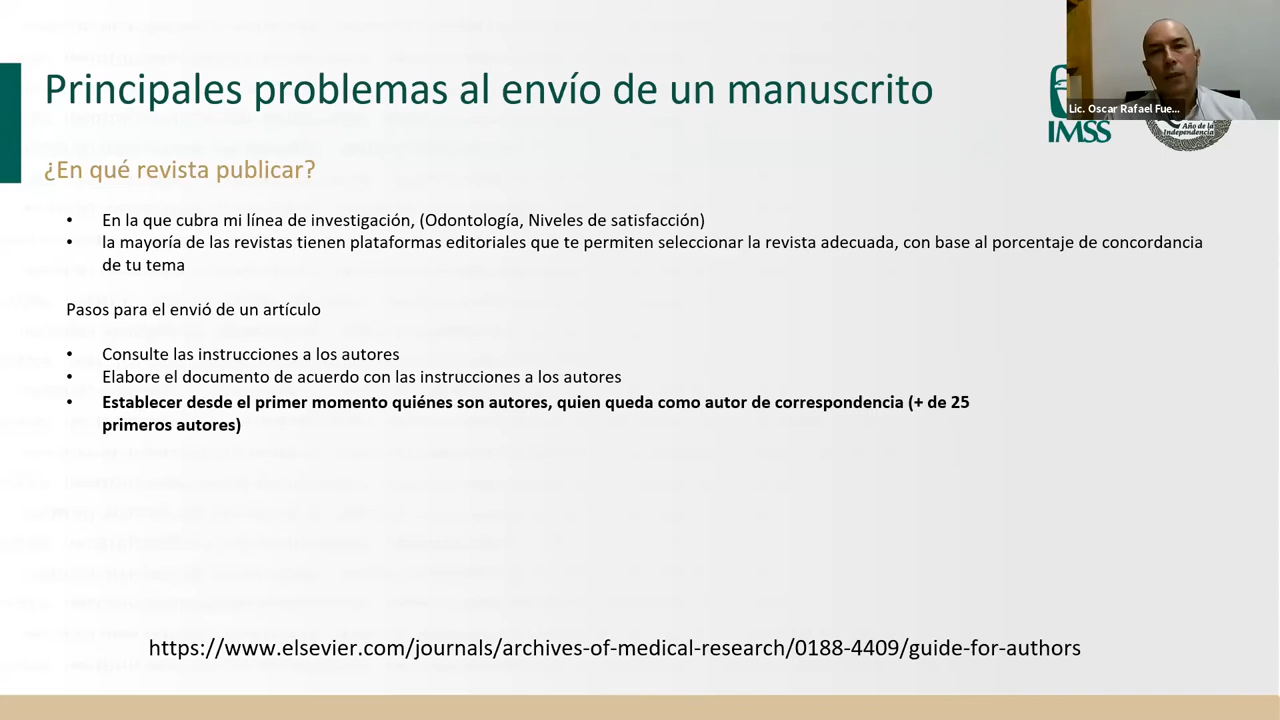 Principales problemas al envío de un manuscrito
Lic. Oscar Rafael Fue...
IMSS
Año de la
Independencia
¿En qué revista publicar?
• En la que cubra mi línea de investigación, (Odontología, Niveles de satisfacción)
• la mayoría de las revistas tienen plataformas editoriales que te permiten seleccionar la revista adecuada, con base al porcentaje de concordancia
de tu tema
Pasos para el envió de un artículo
• Consulte las instrucciones a los autores
• Elabore el documento de acuerdo con las instrucciones a los autores
• Establecer desde el primer momento quiénes son autores, quien queda como autor de correspondencia (+ de 25
primeros autores)
https://www.elsevier.com/journals/archives-of-medical-research/0188-4409/guide-for-authors